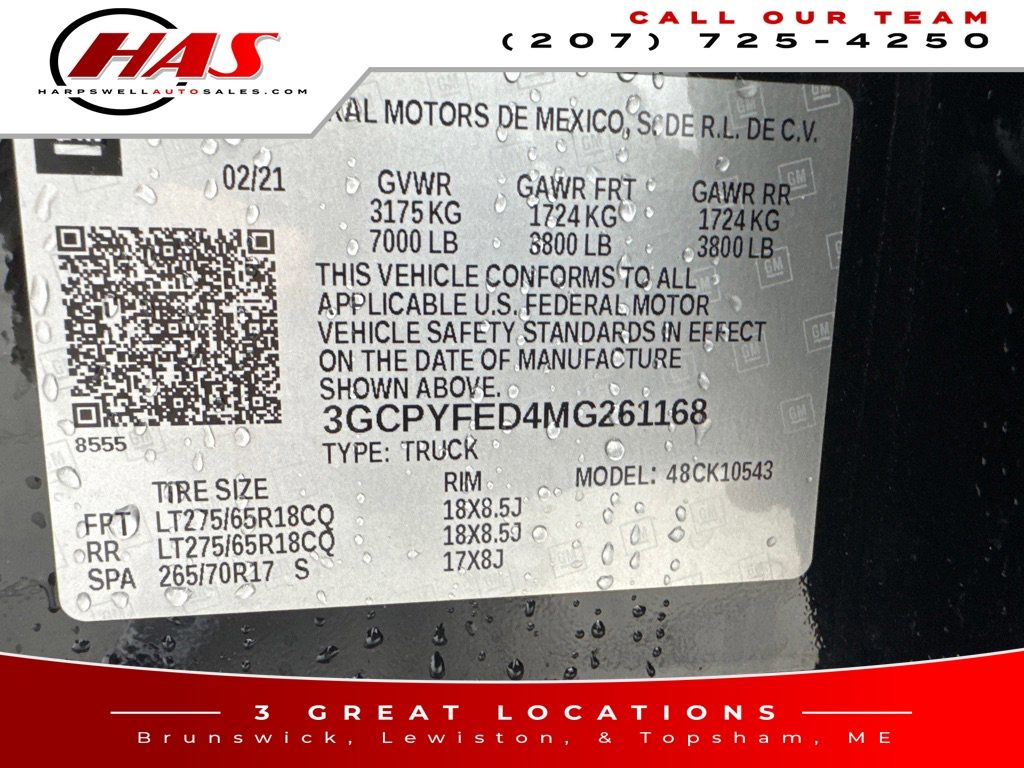 HAS
HARPSWELLAUTOSALES.COM
CALL OUR TEAM
(207) 725-4250
RAL MOTORS DE MEXICO, S. DE R.L. DE C.V.
02/21
GVWR GAWR FRT GAWR RR
3175 KG 1724 KG 1724 KG
7000 LB 3800 LB 3800 LB
THIS VEHICLE CONFORMS TO ALL
APPLICABLE U.S. FEDERAL MOTOR
VEHICLE SAFETY STANDARDS IN EFFECT
ON THE DATE OF MANUFACTURE
SHOWN ABOVE.
3GCPYFED4MG261168
8555
TYPE: TRUCK
MODEL: 48CK10543
TIRE SIZE RIM
FRT LT275/65R18CQ 18X8.5J
RR LT275/65R18CQ 18X8.5J
SPA 265/70R17 S 17X8J
3 GREAT LOCATIONS
Brunswick, Lewiston, & Topsham, ME